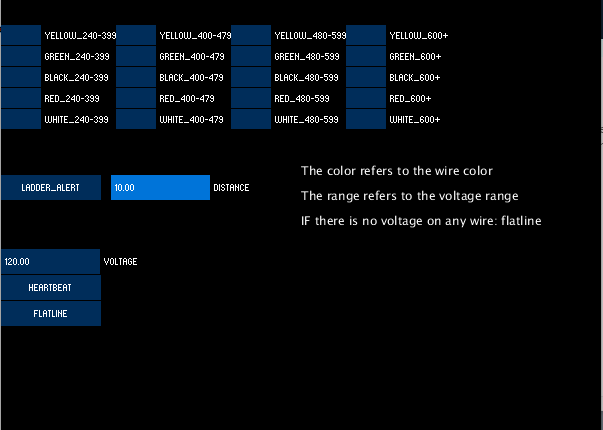 YELLOW_240-399 YELLOW_400-479 YELLOW_480-599 YELLOW_600+
GREEN_240-399 GREEN_400-479 GREEN_480-599 GREEN_600+
BLACK_240-399 BLACK_400-479 BLACK_480-599 BLACK_600+
RED_240-399 RED_400-479 RED_480-599 RED_600+
WHITE_240-399 WHITE_400-479 WHITE_480-599 WHITE_600+
The color refers to the wire color
LADDER_ALERT 10.00 DISTANCE
The range refers to the voltage range
IF there is no voltage on any wire: flatline
120.00 VOLTAGE
HEARTBEAT
FLATLINE